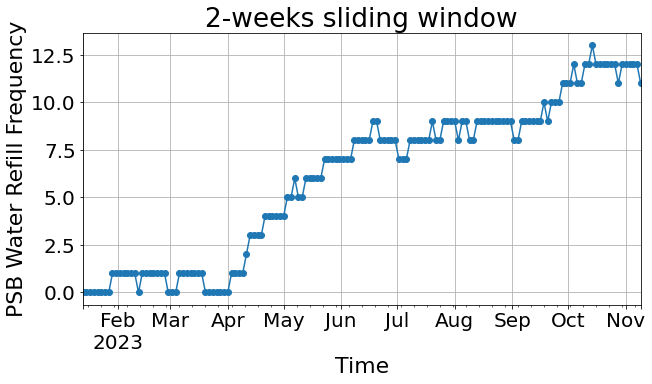 2-weeks sliding window
PSB Water Refill Frequency
12.5
10.0
7.5
5.0
2.5
0.0
Feb Mar Apr May Jun Jul Aug Sep Oct Nov
2023
Time